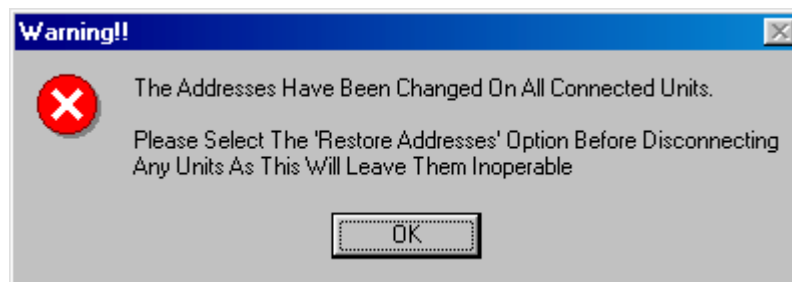 Warning!!
The Addresses Have Been Changed On All Connected Units.
Please Select The 'Restore Addresses' Option Before Disconnecting
Any Units As This Will Leave Them Inoperable
OK